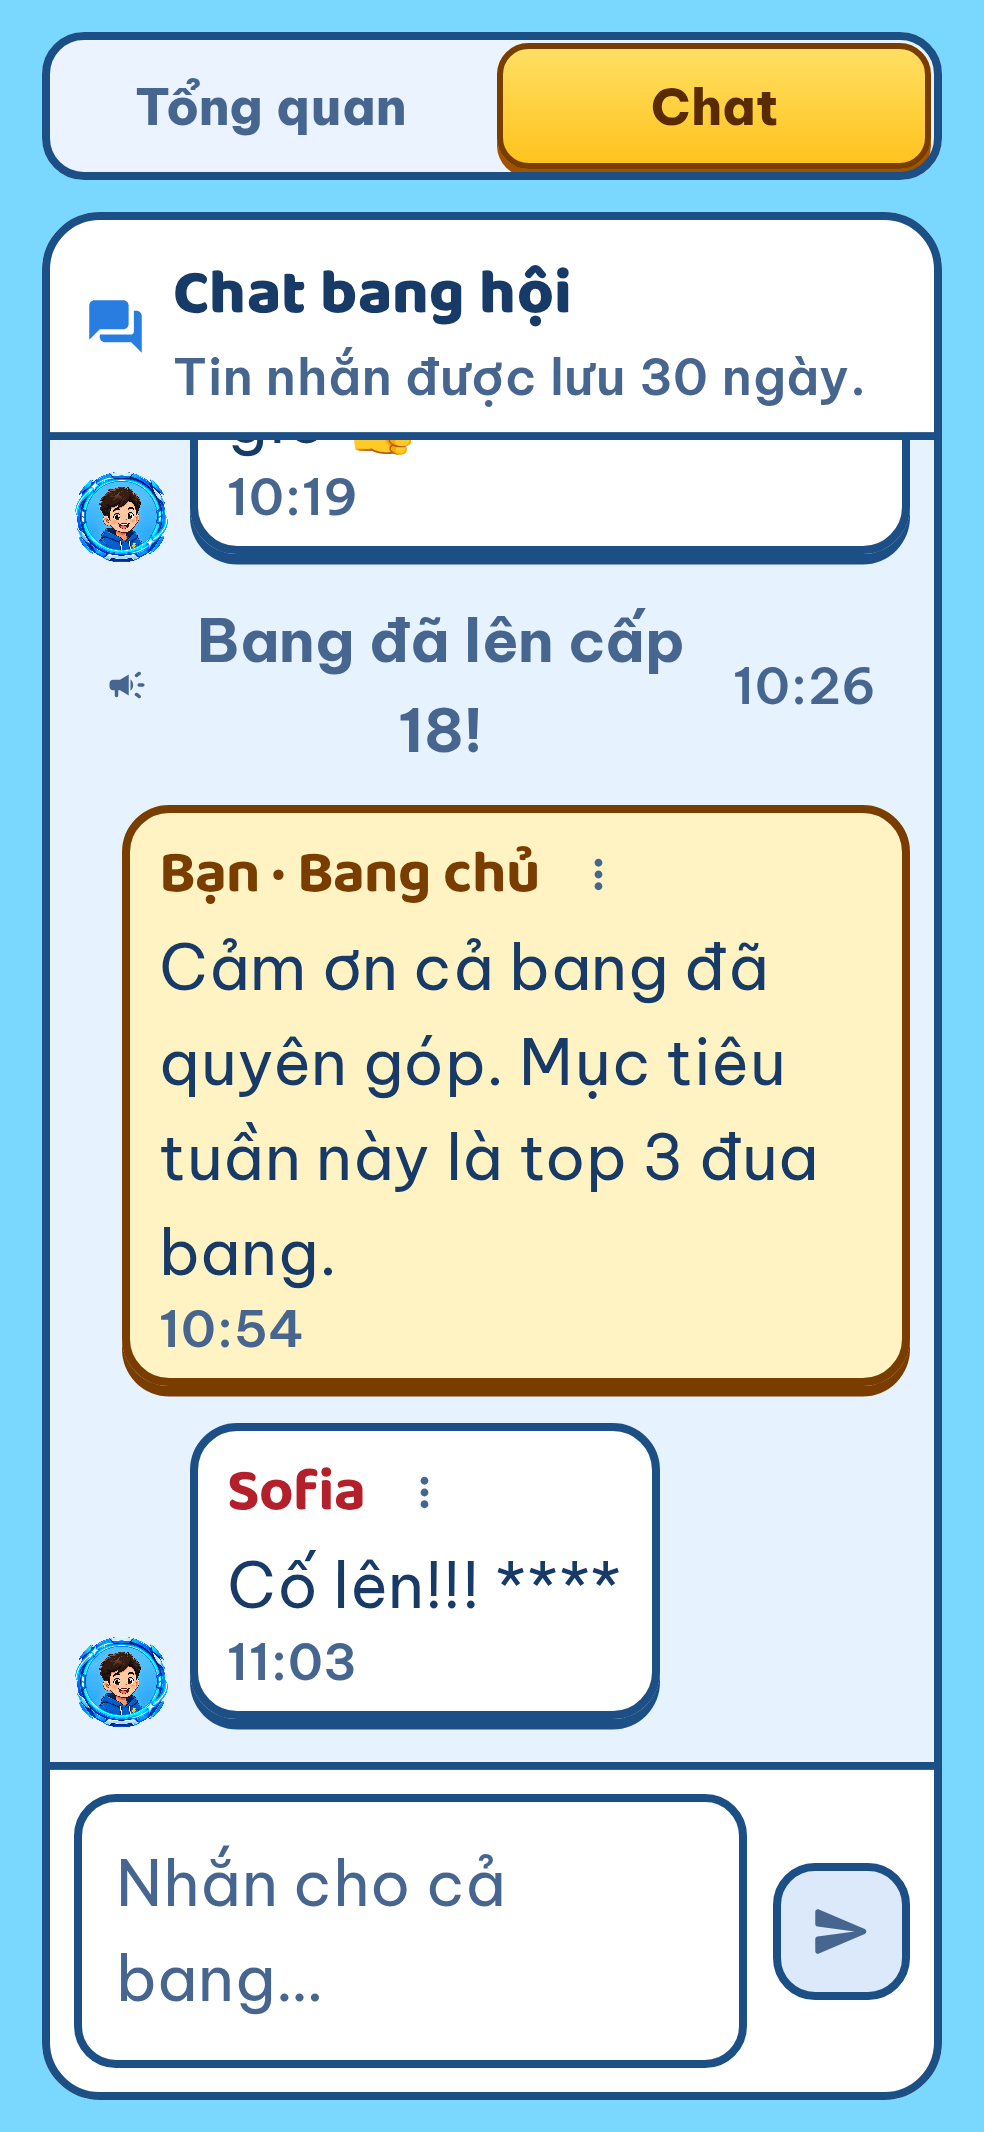 Tổng quan
Chat
Chat bang hội
Tin nhắn được lưu 30 ngày.
10:19
Bang đã lên cấp
18!
10:26
Bạn · Bang chủ
Cảm ơn cả bang đã
quyên góp. Mục tiêu
tuần này là top 3 đua
bang.
10:54
Sofia
Cố lên!!! ****
11:03
Nhắn cho cả
bang...